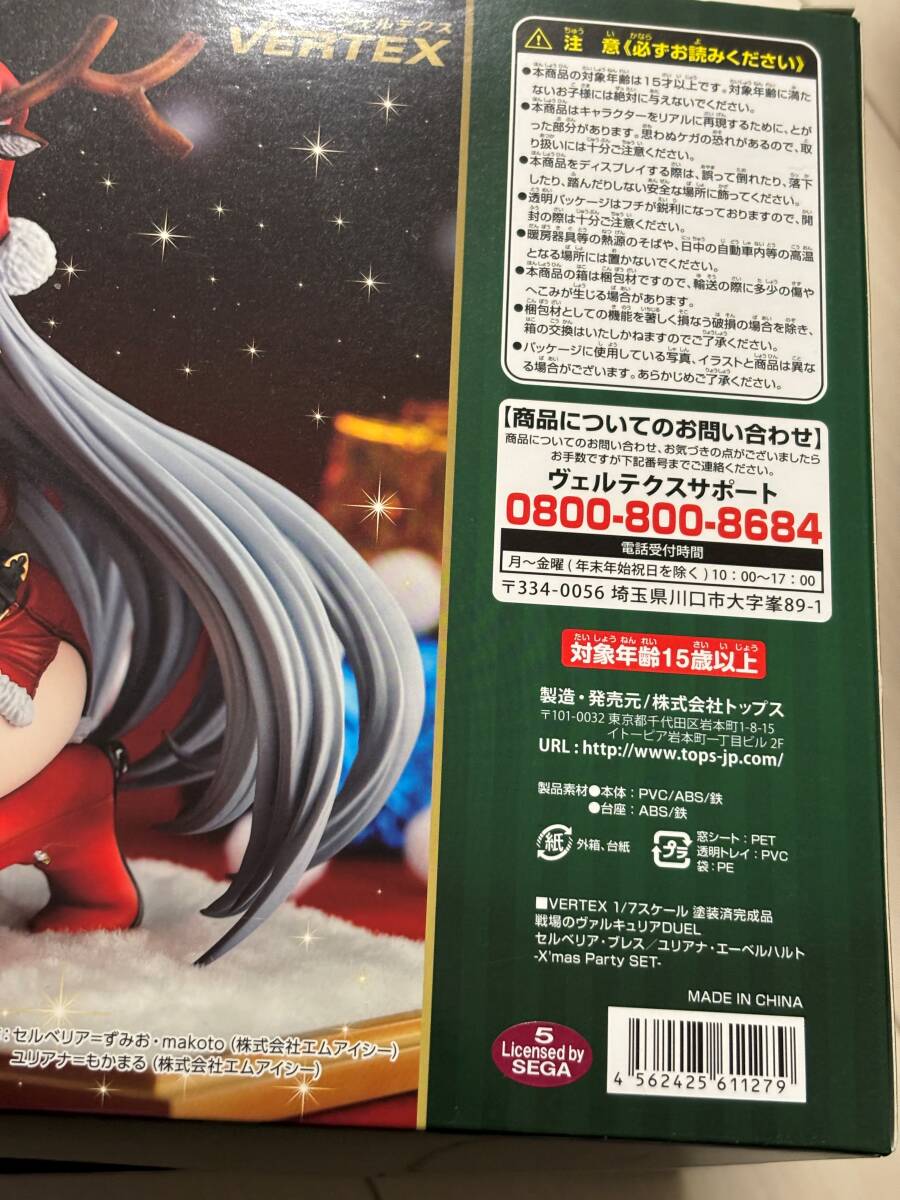 ヴェルテクス
VERTEX
注意《必ずお読みください》
●本商品の対象年齢は15才以上です。対象年齢に満た
ないお子様には絶対に与えないでください。
●本商品はキャラクターをリアルに再現するために、とが
った部分があります。思わぬケガの恐れがあるので、取
り扱いには十分ご注意ください。
●本商品をディスプレイする際は、誤って倒れたり、落下
したり、踏んだりしない安全な場所に飾ってください。
●透明パッケージはフチが鋭利になっておりますので、開
封の際は十分ご注意ください。
●暖房器具等の熱源のそばや、日中の自動車内等の高温
となる場所には置かないでください。
●本商品の箱は梱包材ですので、輸送の際に多少の傷や
へこみが生じる場合があります。
●梱包材としての機能を著しく損なう破損の場合を除き、
箱の交換はいたしかねますのでご了承ください。
●パッケージに使用している写真、イラストと商品は異な
る場合がございます。あらかじめご了承ください。
【商品についてのお問い合わせ】
商品についてのお問い合わせ、お気づきの点がございましたら
お手数ですが下記番号までご連絡ください。
ヴェルテクスサポート
0800-800-8684
電話受付時間
月～金曜(年末年始祝日を除く)10：00～17：00
〒334-0056 埼玉県川口市大字峯89-1
たいしょうねんれい さいいじょう
対象年齢15歳以上
製造・発売元/株式会社トップス
〒101-0032 東京都千代田区岩本町1-8-15
イトーピア岩本町一丁目ビル 2F
URL：http://www.tops-jp.com/
製品素材●本体：PVC/ABS/鉄
●台座：ABS/鉄
紙 外箱、台紙
プラ 窓シート：PET
透明トレイ：PVC
袋：PE
■VERTEX 1/7スケール 塗装済完成品
戦場のヴァルキュリアDUEL
セルベリア・ブレス／ユリアナ・エーベルハルト
-X'mas Party SET-
MADE IN CHINA
5
Licensed by
SEGA
4 562425 611279
：セルベリア=ずみお・makoto (株式会社エムアイシー)
ユリアナ=もかまる (株式会社エムアイシー)